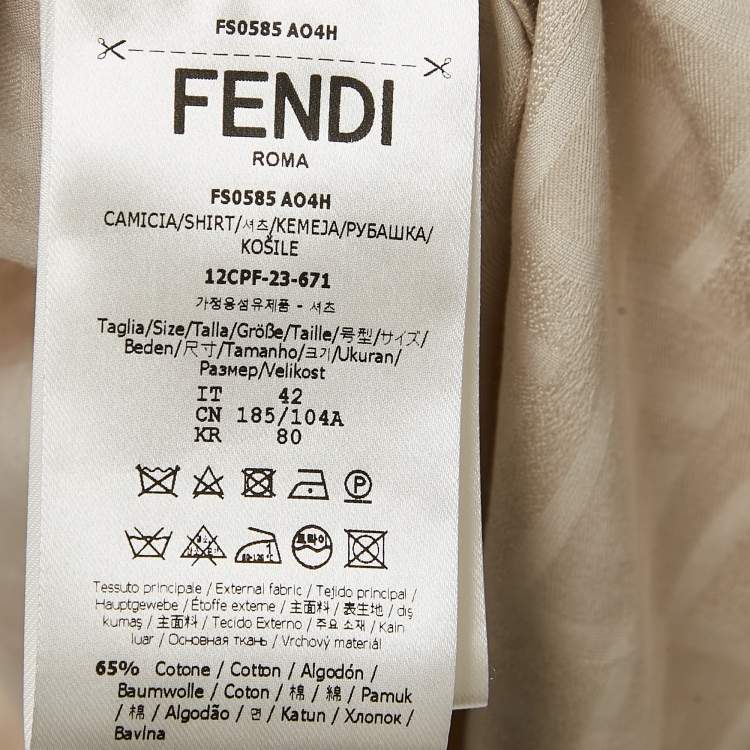 FS0585 AO4H
FENDI
ROMA
FS0585 AO4H
CAMICIA/SHIRT/셔츠/KEMEJA/РУБАШКА/
KOŠILE
12CPF-23-671
가정용섬유제품 - 셔츠
Taglia/Size/Talla/Größe/Taille/号型/サイズ/
Beden/尺寸/Tamanho/크기/Ukuran/
Размер/Velikost
IT 42
CN 185/104A
KR 80
드라이
Tessuto principale / External fabric / Tejido principal /
Hauptgewebe / Étoffe externe / 主面料 / 表生地 / dış
kumaş / 主面料 / Tecido Externo / 주요 소재 / Kain
luar / Основная ткань / Vrchový materiál
65% Cotone / Cotton / Algodón /
Baumwolle / Coton / 棉 / 綿 / Pamuk
/ 棉 / Algodão / 면 / Katun / Хлопок /
Bavlna